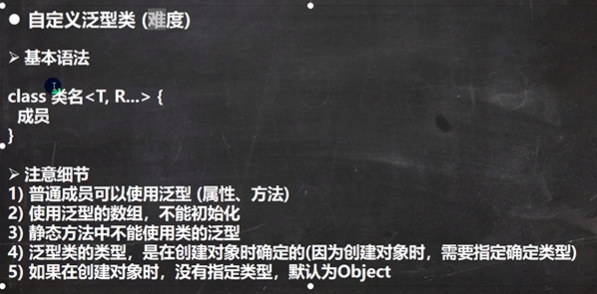 ● 自定义泛型类 (难度)
➢ 基本语法
class 类名<T, R...> {
成员
}
➢ 注意细节
1) 普通成员可以使用泛型 (属性、方法)
2) 使用泛型的数组，不能初始化
3) 静态方法中不能使用类的泛型
4) 泛型类的类型，是在创建对象时确定的(因为创建对象时，需要指定确定类型)
5) 如果在创建对象时，没有指定类型，默认为Object